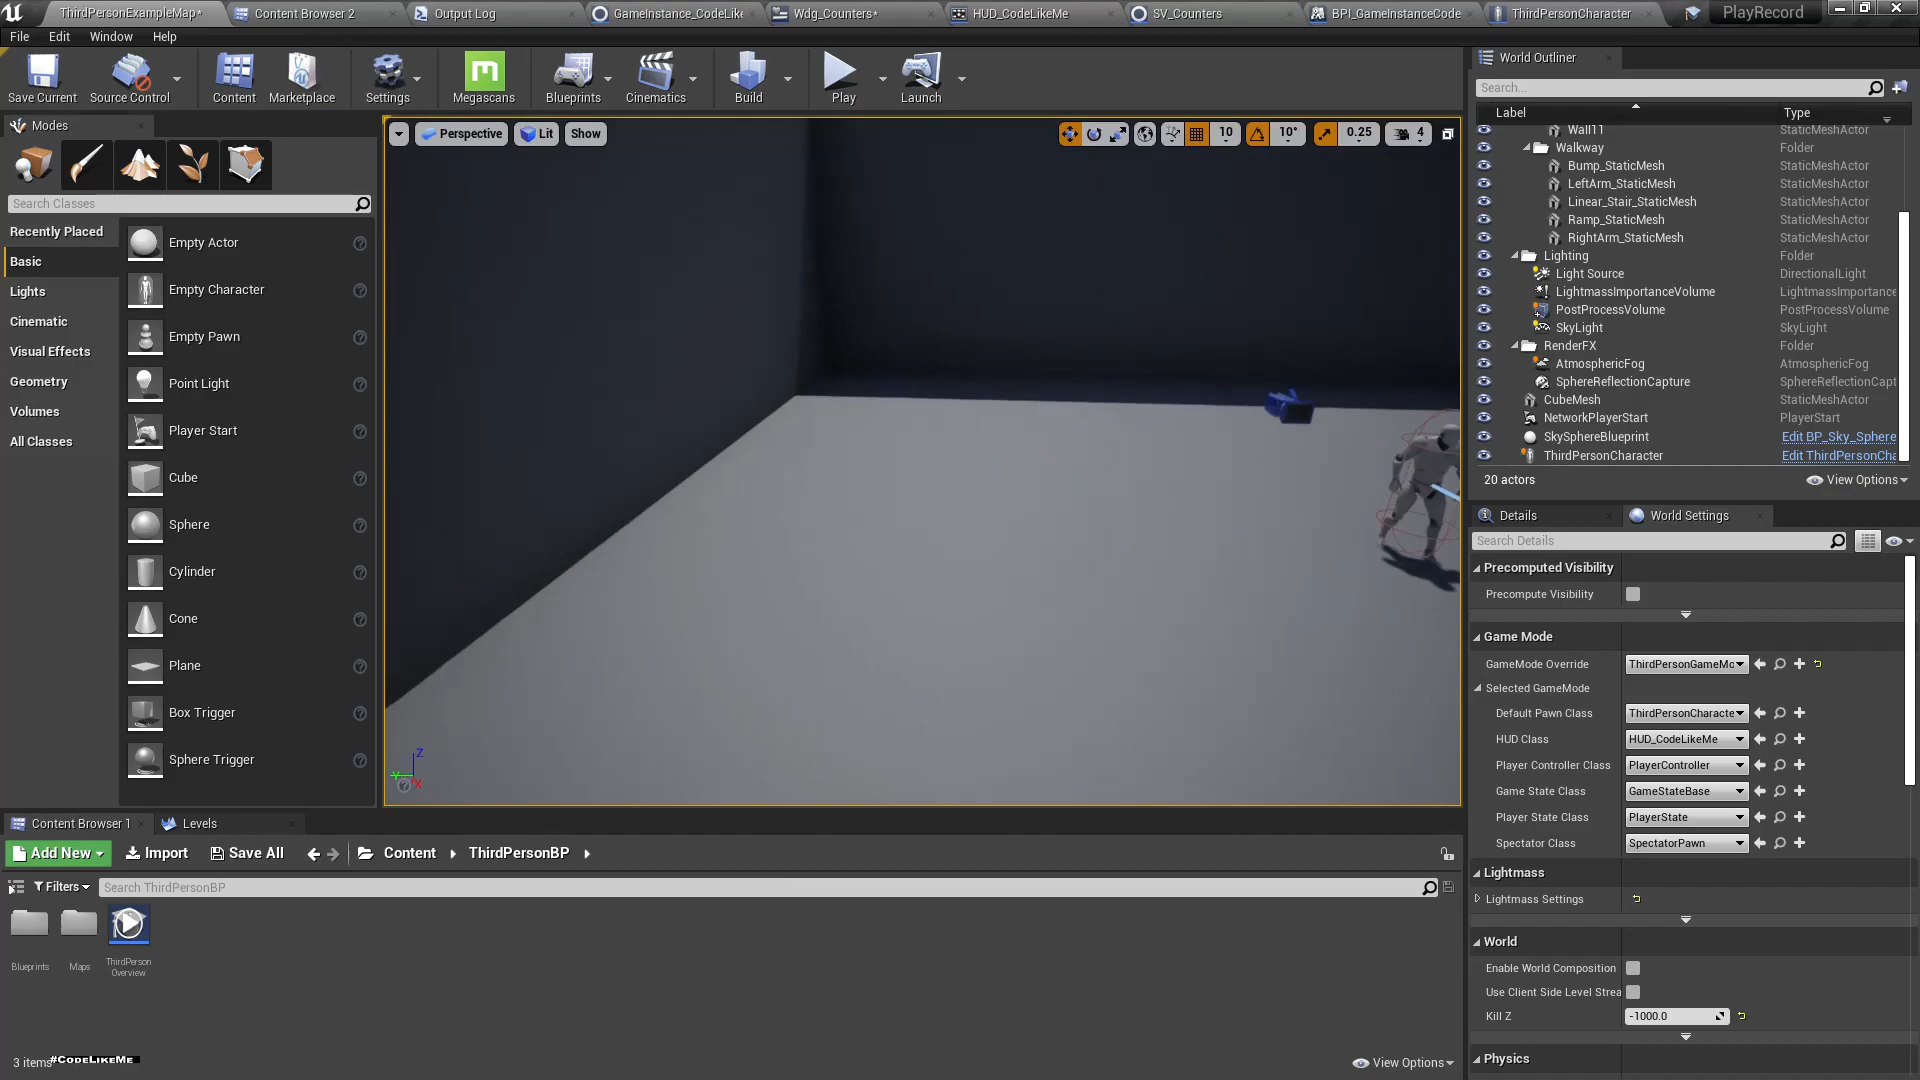 ThirdPersonExampleMap*
Content Browser 2
Output Log
GameInstance_CodeLike
Wdg_Counters*
HUD_CodeLikeMe
SV_Counters
BPI_GameInstanceCode
ThirdPersonCharacter
PlayRecord
File Edit Window Help
Save Current
Source Control
Content
Marketplace
Settings
Megascans
Blueprints
Cinematics
Build
Play
Launch
Modes
Search Classes
Recently Placed
Basic
Lights
Cinematic
Visual Effects
Geometry
Volumes
All Classes
Empty Actor
Empty Character
Empty Pawn
Point Light
Player Start
Cube
Sphere
Cylinder
Cone
Plane
Box Trigger
Sphere Trigger
Perspective
Lit
Show
10
10°
0.25
4
Z
Y
X
World Outliner
Search...
Label Type
Wall11 StaticMeshActor
Walkway Folder
Bump_StaticMesh StaticMeshActor
LeftArm_StaticMesh StaticMeshActor
Linear_Stair_StaticMesh StaticMeshActor
Ramp_StaticMesh StaticMeshActor
RightArm_StaticMesh StaticMeshActor
Lighting Folder
Light Source DirectionalLight
LightmassImportanceVolume LightmassImportance
PostProcessVolume PostProcessVolume
SkyLight SkyLight
RenderFX Folder
AtmosphericFog AtmosphericFog
SphereReflectionCapture SphereReflectionCapt
CubeMesh StaticMeshActor
NetworkPlayerStart PlayerStart
SkySphereBlueprint Edit BP_Sky_Sphere
ThirdPersonCharacter Edit ThirdPersonCha
20 actors
View Options
Details
World Settings
Search Details
Precomputed Visibility
Precompute Visibility
Game Mode
GameMode Override ThirdPersonGameMo
Selected GameMode
Default Pawn Class ThirdPersonCharacte
HUD Class HUD_CodeLikeMe
Player Controller Class PlayerController
Game State Class GameStateBase
Player State Class PlayerState
Spectator Class SpectatorPawn
Lightmass
Lightmass Settings
World
Enable World Composition
Use Client Side Level Strea
Kill Z -1000.0
Physics
Content Browser 1
Levels
Add New
Import
Save All
Content
ThirdPersonBP
Filters
Search ThirdPersonBP
Blueprints
Maps
ThirdPerson
Overview
3 items
#CodeLikeMe
View Options